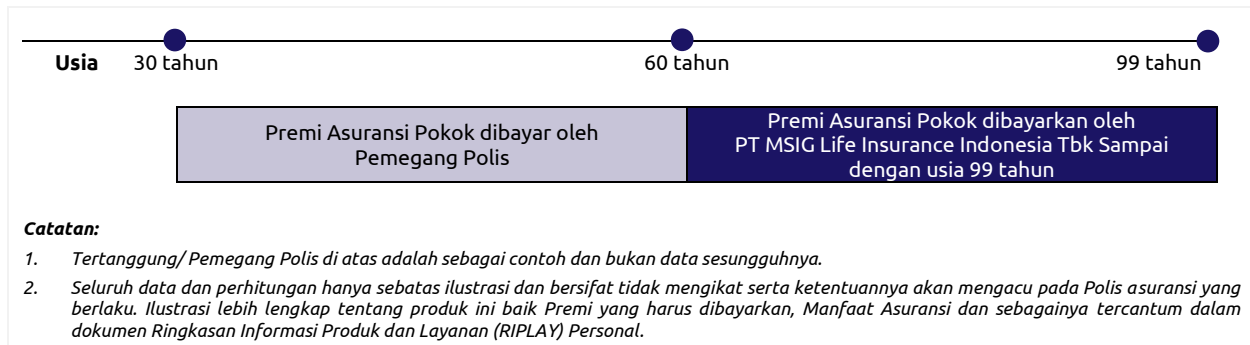 Usia 30 tahun 60 tahun 99 tahun
Premi Asuransi Pokok dibayar oleh
Pemegang Polis
Premi Asuransi Pokok dibayarkan oleh
PT MSIG Life Insurance Indonesia Tbk Sampai
dengan usia 99 tahun
Catatan:
1. Tertanggung/ Pemegang Polis di atas adalah sebagai contoh dan bukan data sesungguhnya.
2. Seluruh data dan perhitungan hanya sebatas ilustrasi dan bersifat tidak mengikat serta ketentuannya akan mengacu pada Polis asuransi yang
berlaku. Ilustrasi lebih lengkap tentang produk ini baik Premi yang harus dibayarkan, Manfaat Asuransi dan sebagainya tercantum dalam
dokumen Ringkasan Informasi Produk dan Layanan (RIPLAY) Personal.